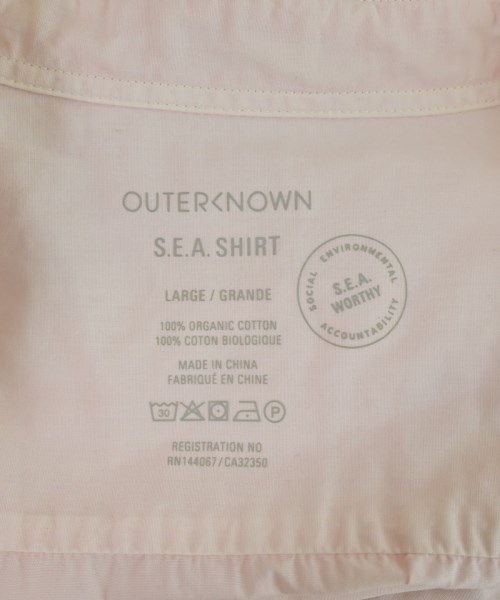 OUTERKNOWN
S.E.A. SHIRT
LARGE / GRANDE
100% ORGANIC COTTON
100% COTON BIOLOGIQUE
MADE IN CHINA
FABRIQUÉ EN CHINE
30 P
REGISTRATION NO
RN144067 / CA32350
SOCIAL ENVIRONMENTAL
S.E.A.
WORTHY
ACCOUNTABILITY